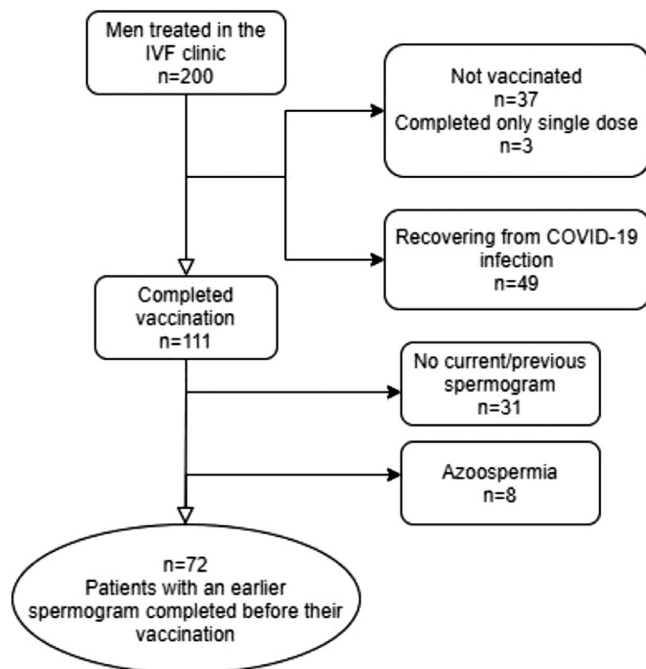 Men treated in the
IVF clinic
n=200
Not vaccinated
n=37
Completed only single dose
n=3
Recovering from COVID-19
infection
n=49
Completed
vaccination
n=111
No current/previous
spermogram
n=31
Azoospermia
n=8
n=72
Patients with an earlier
spermogram completed before their
vaccination